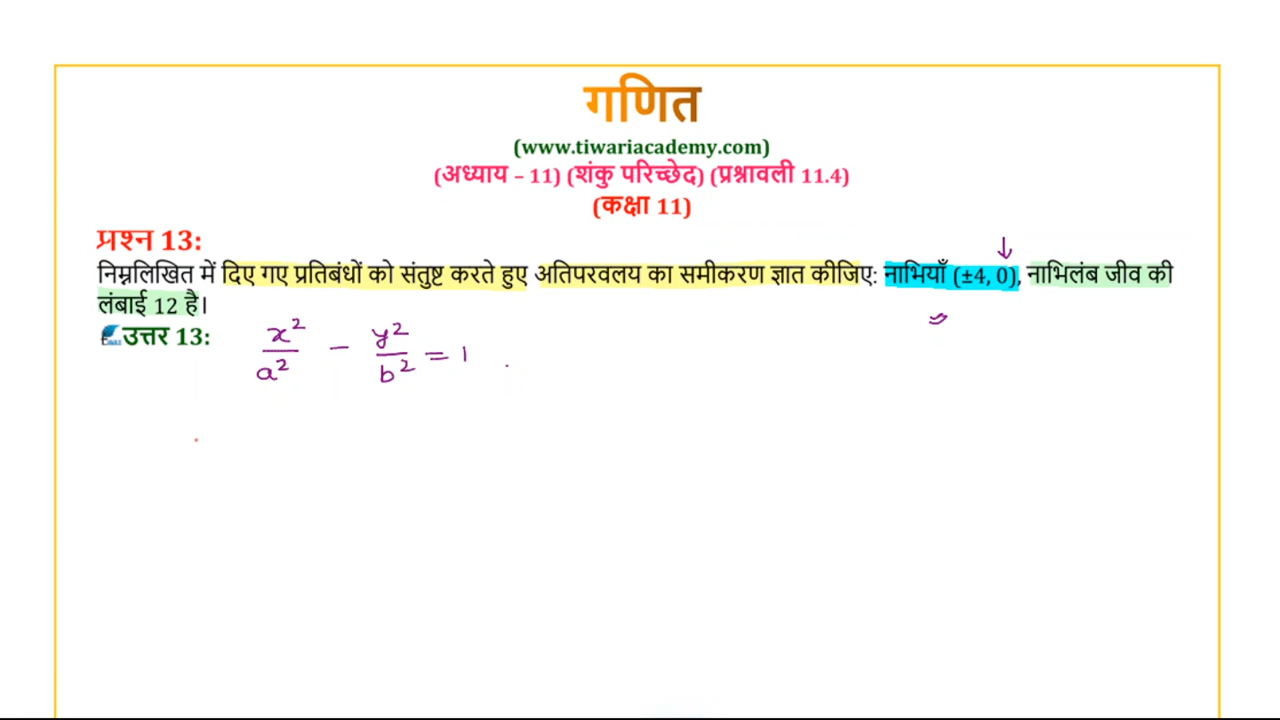 गणित
(www.tiwariacademy.com)
(अध्याय – 11) (शंकु परिच्छेद) (प्रश्नावली 11.4)
(कक्षा 11)
प्रश्न 13:
निम्नलिखित में दिए गए प्रतिबंधों को संतुष्ट करते हुए अतिपरवलय का समीकरण ज्ञात कीजिए: नाभियाँ (±4, 0), नाभिलंब जीव की
लंबाई 12 है।
उत्तर 13: x²/a² − y²/b² = 1